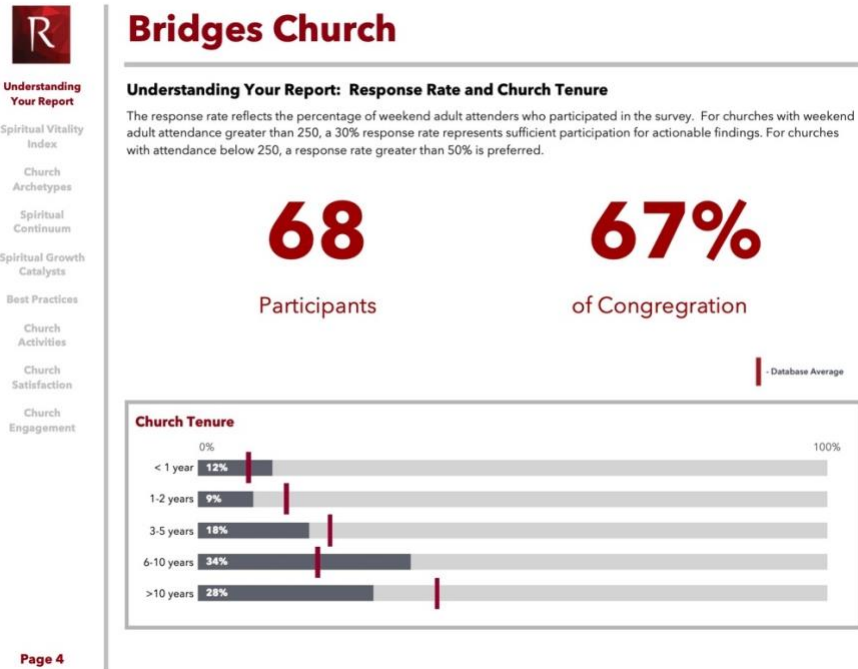 R
Bridges Church
Understanding
Your Report
Spiritual Vitality
Index
Church
Archetypes
Spiritual
Continuum
Spiritual Growth
Catalysts
Best Practices
Church
Activities
Church
Satisfaction
Church
Engagement
Page 4
Understanding Your Report:  Response Rate and Church Tenure
The response rate reflects the percentage of weekend adult attenders who participated in the survey.  For churches with weekend
adult attendance greater than 250, a 30% response rate represents sufficient participation for actionable findings. For churches
with attendance below 250, a response rate greater than 50% is preferred.
68
Participants
67%
of Congregration
- Database Average
Church Tenure
0% 100%
< 1 year 12%
1-2 years 9%
3-5 years 18%
6-10 years 34%
>10 years 28%